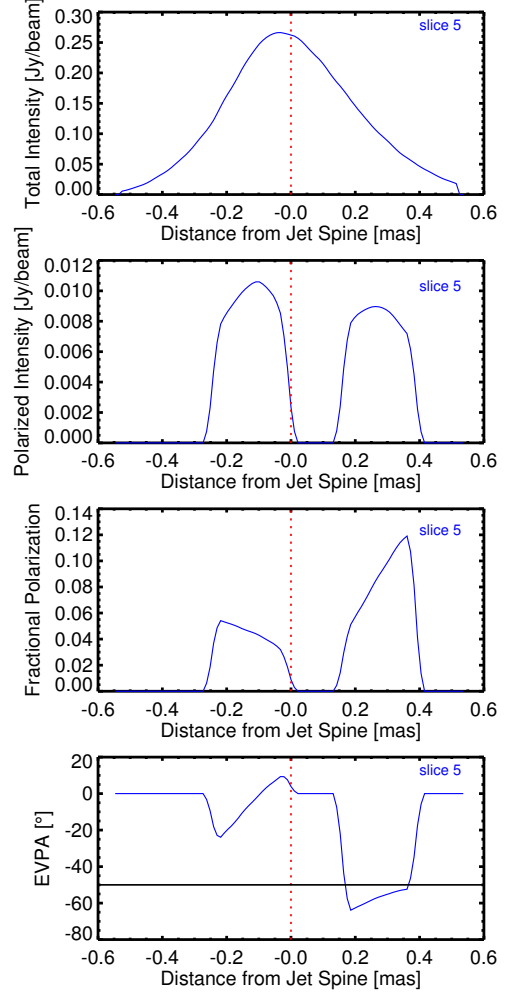 0.30
slice 5
0.25
0.20
0.15
0.10
0.05
0.00
Total Intensity [Jy/beam]
-0.6 -0.4 -0.2 -0.0 0.2 0.4 0.6
Distance from Jet Spine [mas]
0.012
slice 5
0.010
0.008
0.006
0.004
0.002
0.000
Polarized Intensity [Jy/beam]
-0.6 -0.4 -0.2 -0.0 0.2 0.4 0.6
Distance from Jet Spine [mas]
0.14
slice 5
0.12
0.10
0.08
0.06
0.04
0.02
0.00
Fractional Polarization
-0.6 -0.4 -0.2 -0.0 0.2 0.4 0.6
Distance from Jet Spine [mas]
20
slice 5
0
-20
-40
-60
-80
EVPA [°]
-0.6 -0.4 -0.2 -0.0 0.2 0.4 0.6
Distance from Jet Spine [mas]